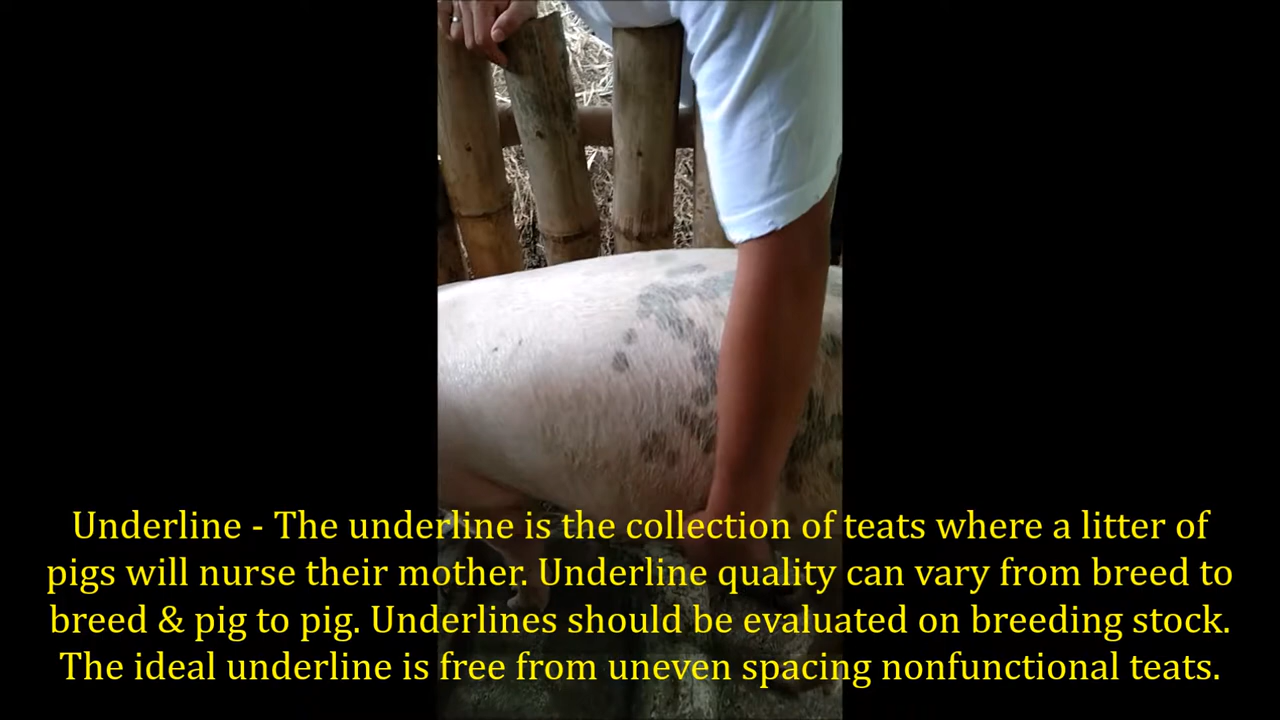 Underline - The underline is the collection of teats where a litter of
pigs will nurse their mother. Underline quality can vary from breed to
breed & pig to pig. Underlines should be evaluated on breeding stock.
The ideal underline is free from uneven spacing nonfunctional teats.